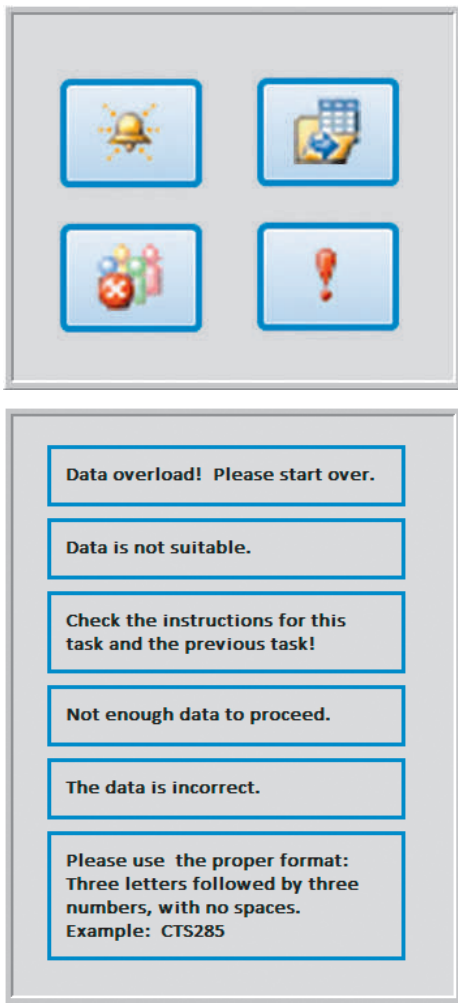 Data overload!  Please start over.
Data is not suitable.
Check the instructions for this
task and the previous task!
Not enough data to proceed.
The data is incorrect.
Please use  the proper format:
Three letters followed by three
numbers, with no spaces.
Example:  CTS285